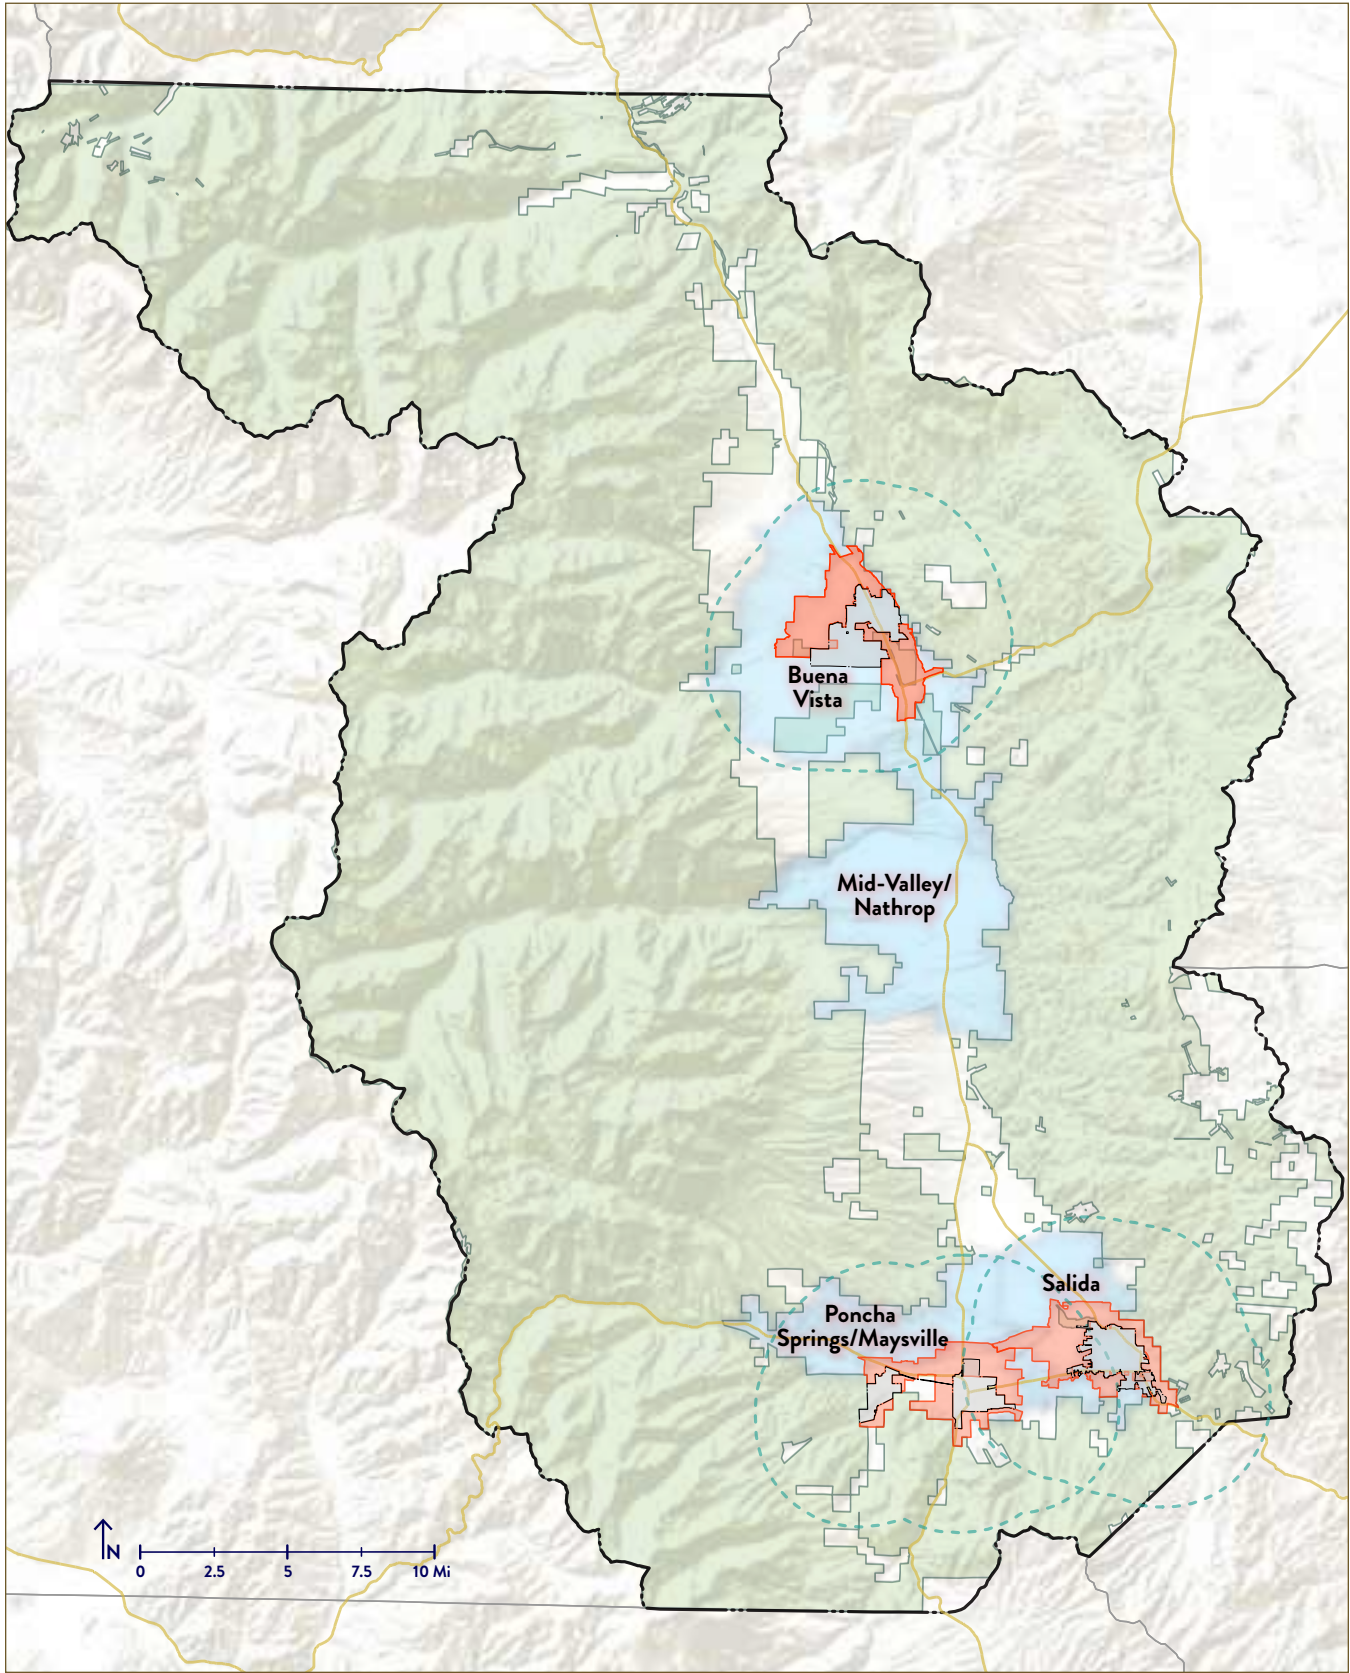 Buena
Vista
Mid-Valley/
Nathrop
Salida
Poncha
Springs/Maysville
N
0 2.5 5 7.5 10 Mi